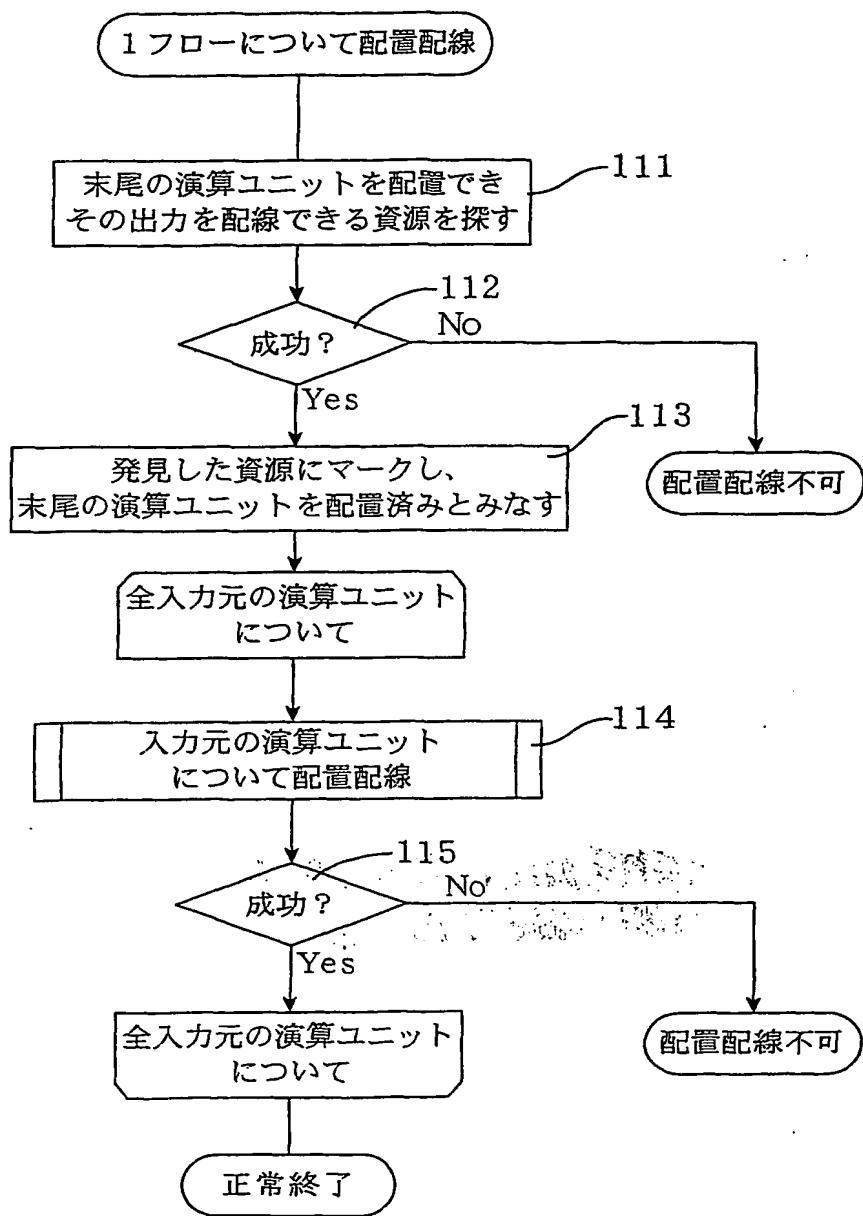 1フローについて配置配線
111
末尾の演算ユニットを配置でき
その出力を配線できる資源を探す
112
No
成功?
Yes
113
発見した資源にマークし、
末尾の演算ユニットを配置済みとみなす
配置配線不可
全入力元の演算ユニット
について
114
入力元の演算ユニット
について配置配線
115
No
成功?
Yes
全入力元の演算ユニット
について
配置配線不可
正常終了